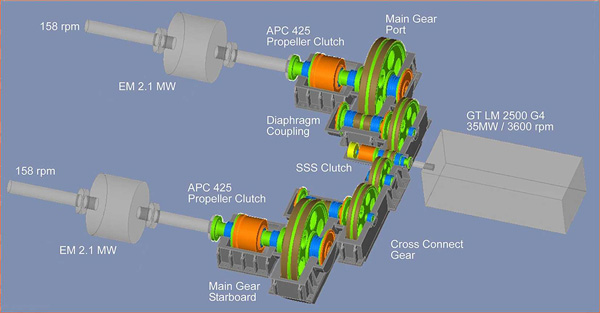 158 rpm
EM 2.1 MW
APC 425
Propeller Clutch
Main Gear
Port
Diaphragm
Coupling
GT LM 2500 G4
35MW / 3600 rpm
SSS Clutch
158 rpm
APC 425
Propeller Clutch
EM 2.1 MW
Cross Connect
Gear
Main Gear
Starboard